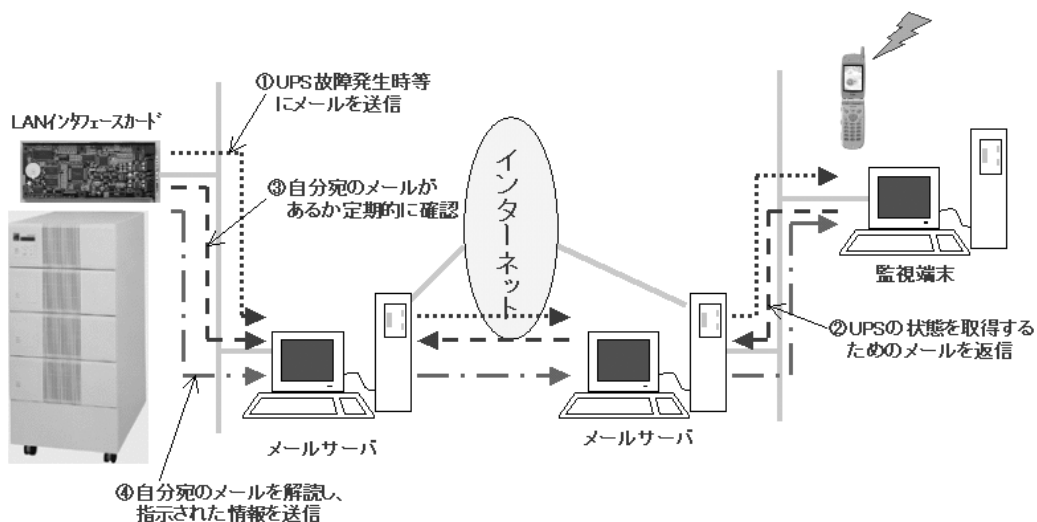 ①UPS故障発生時等
にメールを送信
LANインタフェースカード
③自分宛のメールが
あるか定期的に確認
インターネット
監視端末
②UPSの状態を取得する
ためのメールを返信
メールサーバ
メールサーバ
④自分宛のメールを解読し、
指示された情報を送信